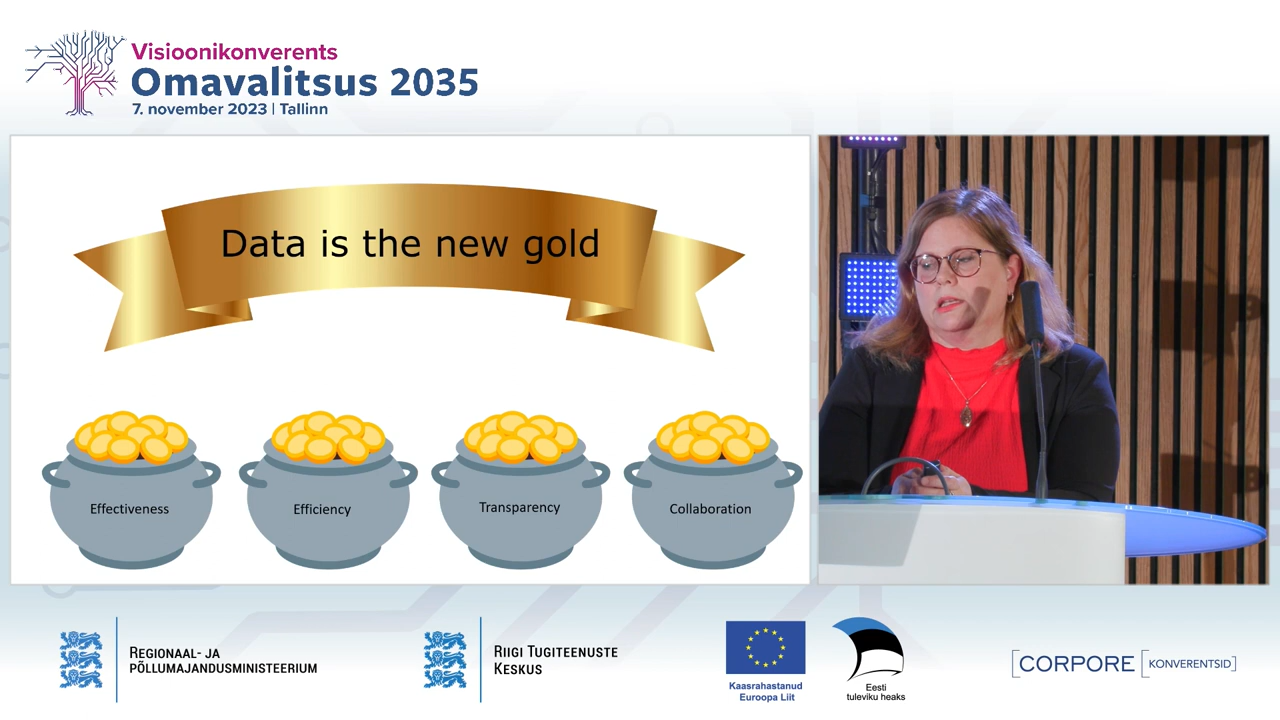 Visioonikonverents
Omavalitsus 2035
7. november 2023 | Tallinn
Data is the new gold
Effectiveness
Efficiency
Transparency
Collaboration
REGIONAAL- JA
PÕLLUMAJANDUSMINISTEERIUM
RIIGI TUGITEENUSTE
KESKUS
Kaasrahastanud
Euroopa Liit
Eesti
tuleviku heaks
[CORPORE [KONVERENTSID]